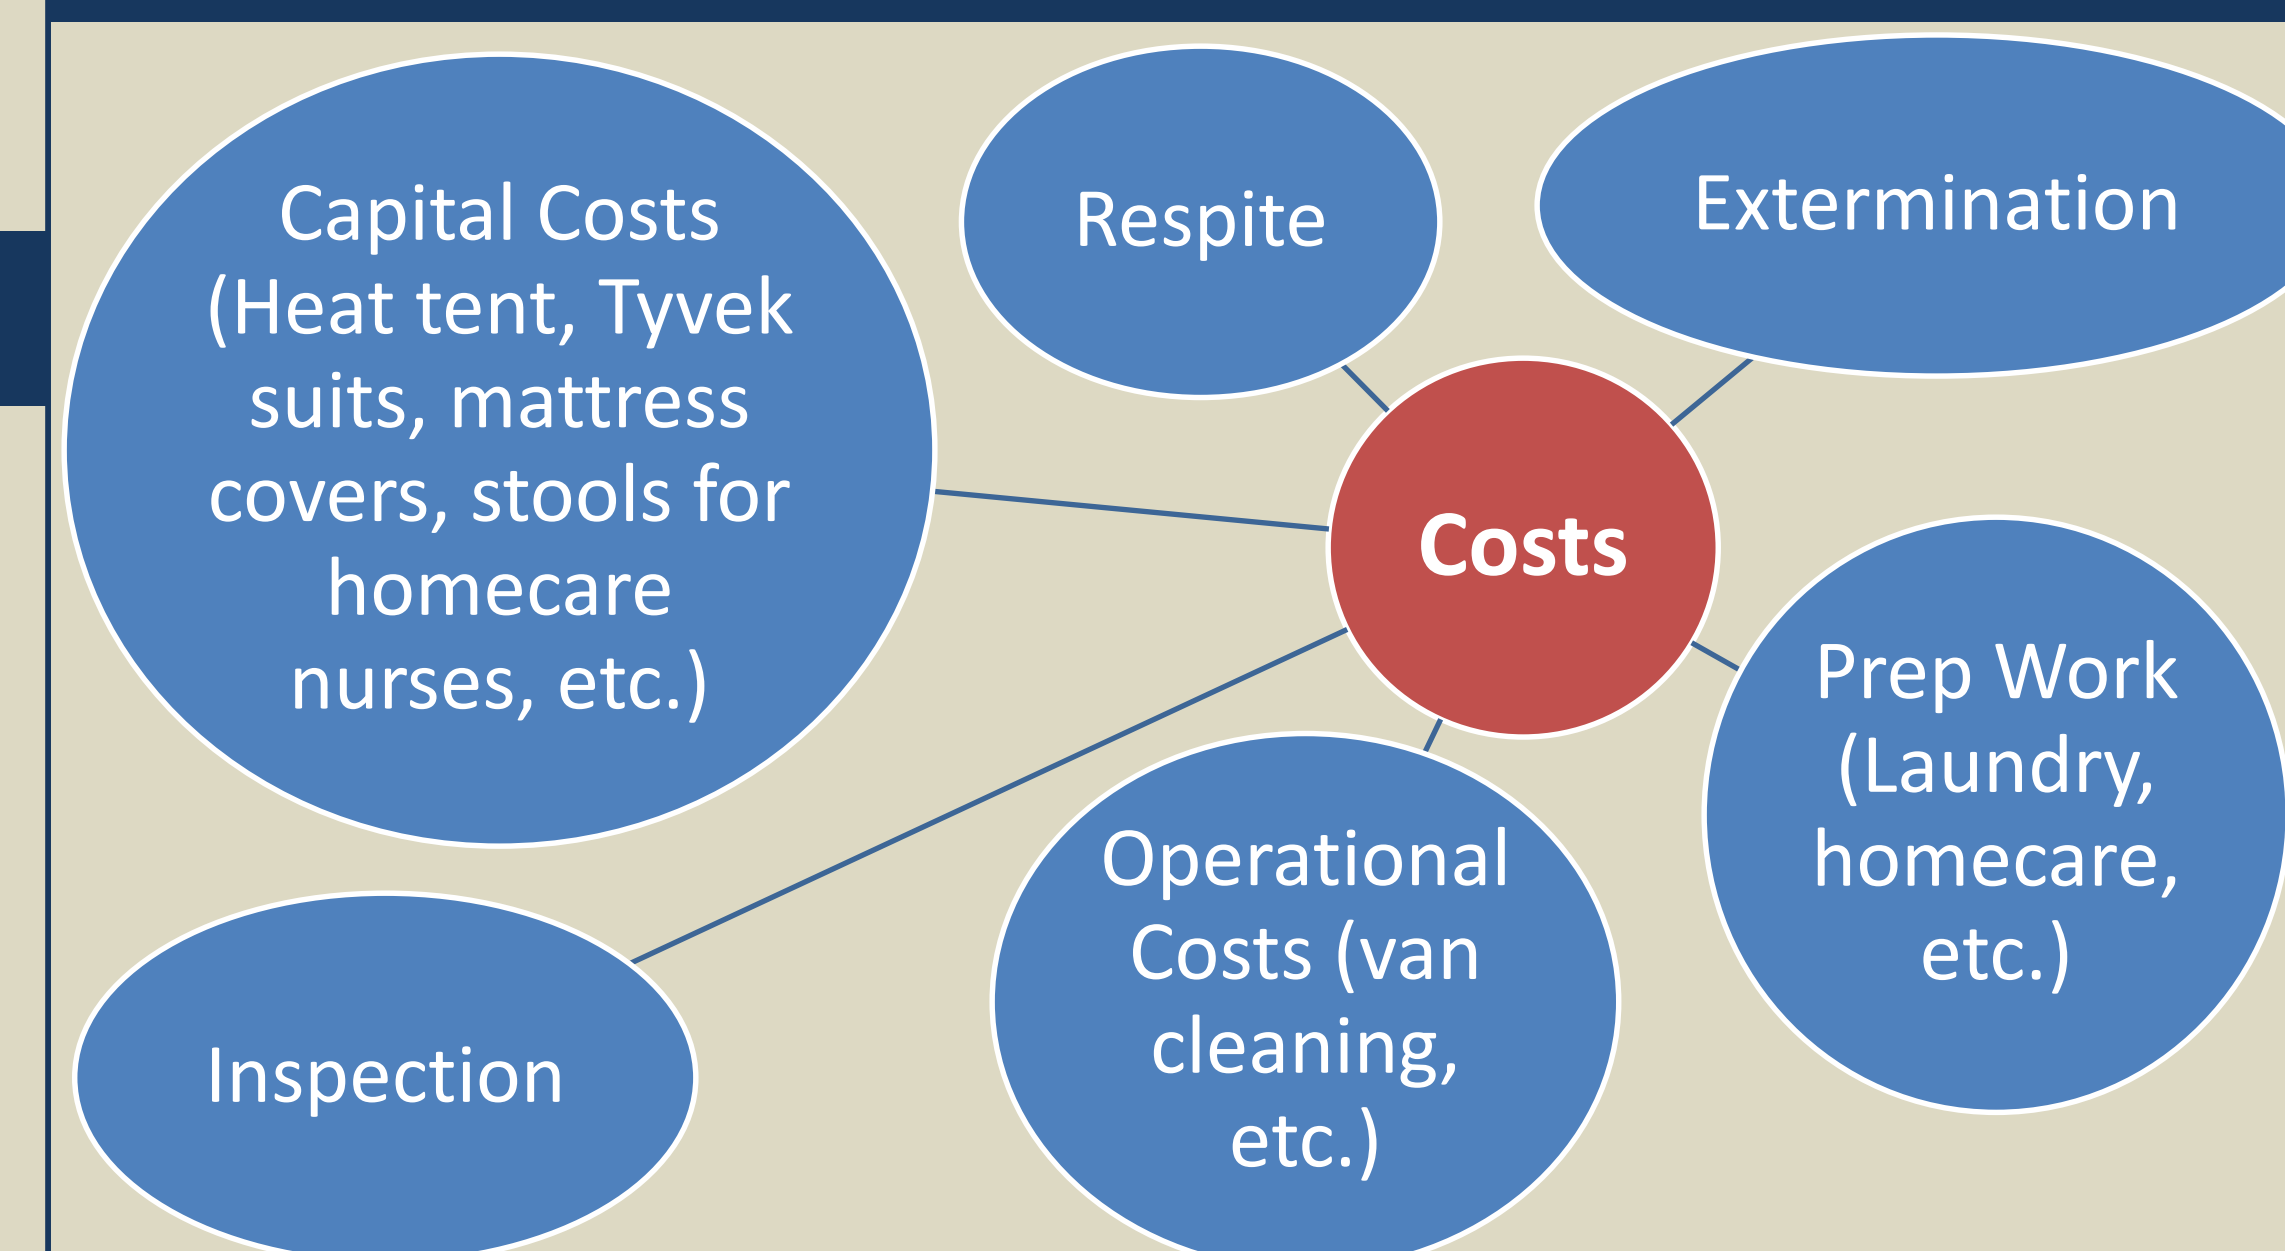 Capital Costs
(Heat tent, Tyvek
suits, mattress
covers, stools for
homecare
nurses, etc.)
Respite
Extermination
Costs
Prep Work
(Laundry,
homecare,
etc.)
Operational
Costs (van
cleaning,
etc.)
Inspection